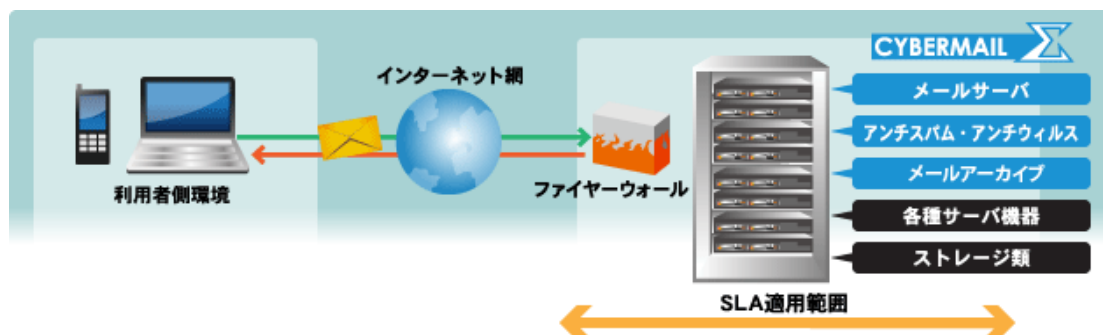 CYBERMAIL Σ
インターネット網
メールサーバ
アンチスパム・アンチウィルス
メールアーカイブ
利用者側環境
ファイヤーウォール
各種サーバ機器
ストレージ類
SLA適用範囲